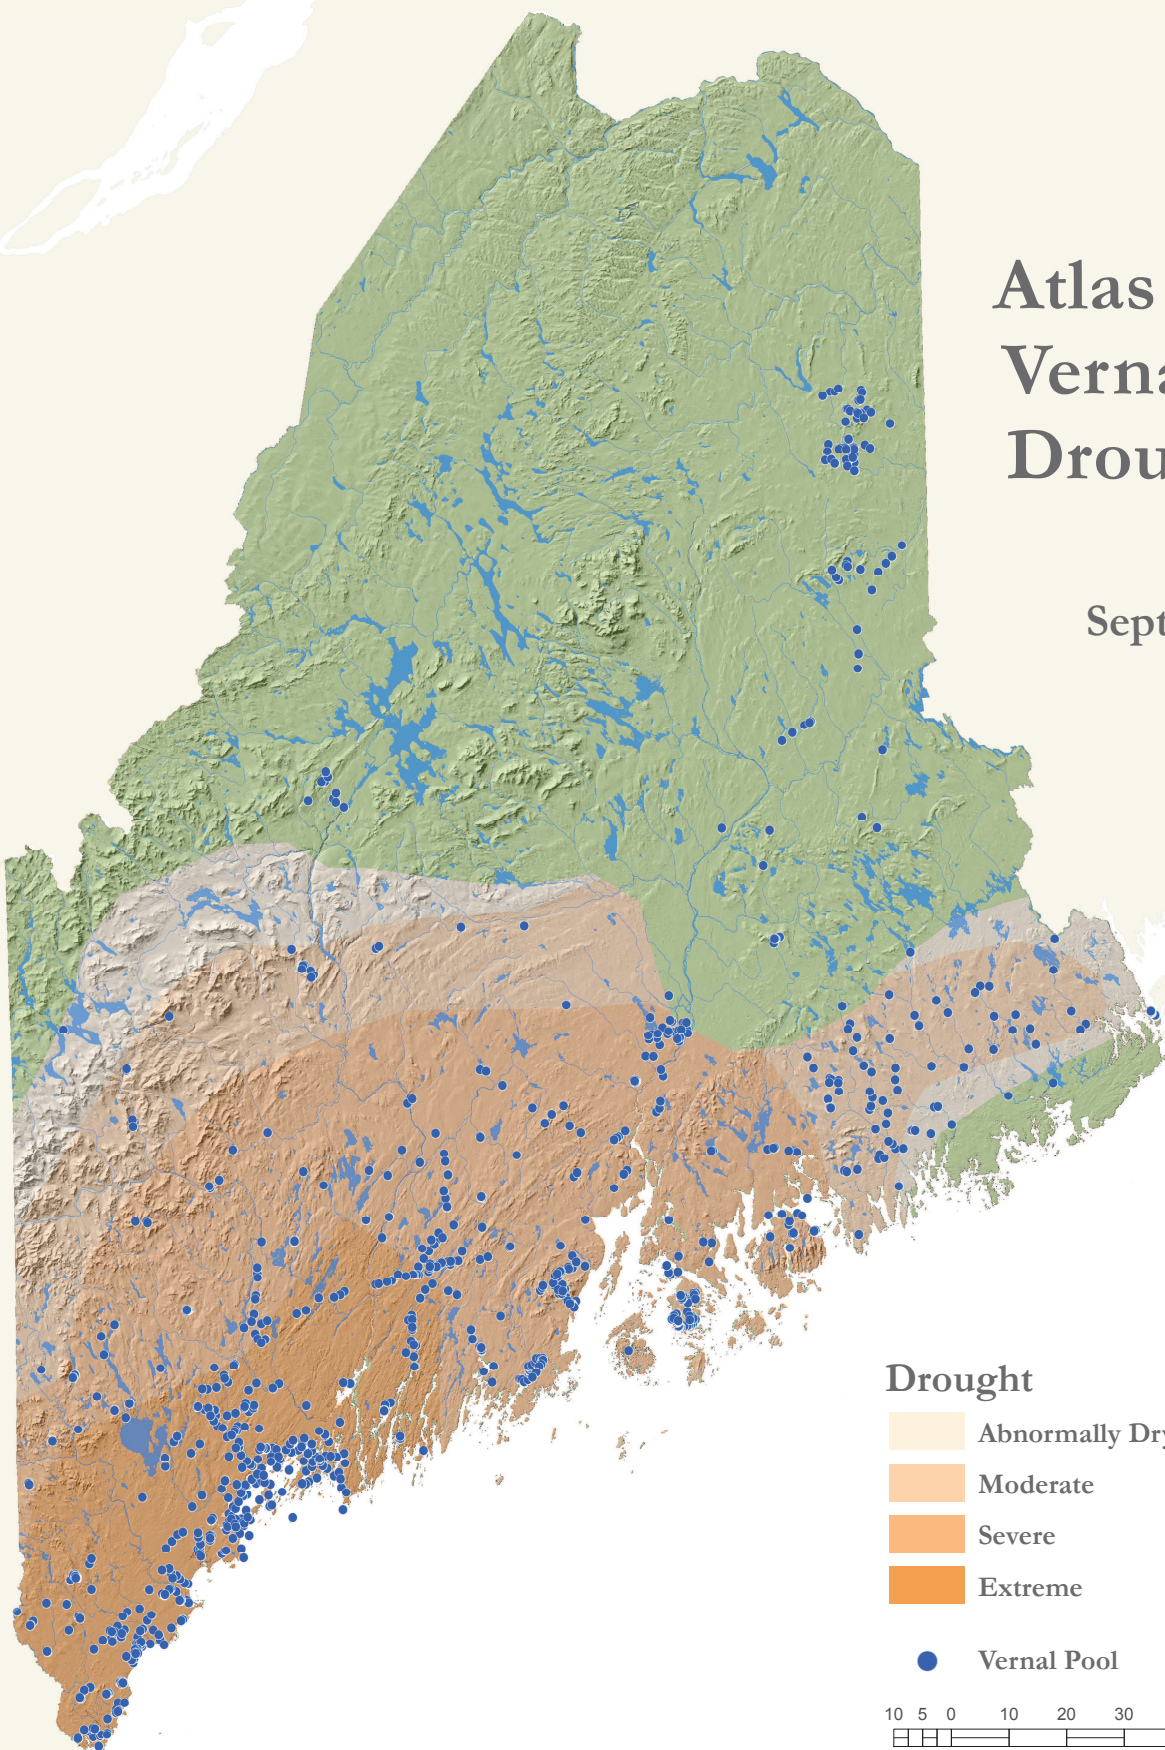 Atlas
Verna
Drou
Sept
Drought
Abnormally Dry
Moderate
Severe
Extreme
Vernal Pool
10 5 0 10 20 30